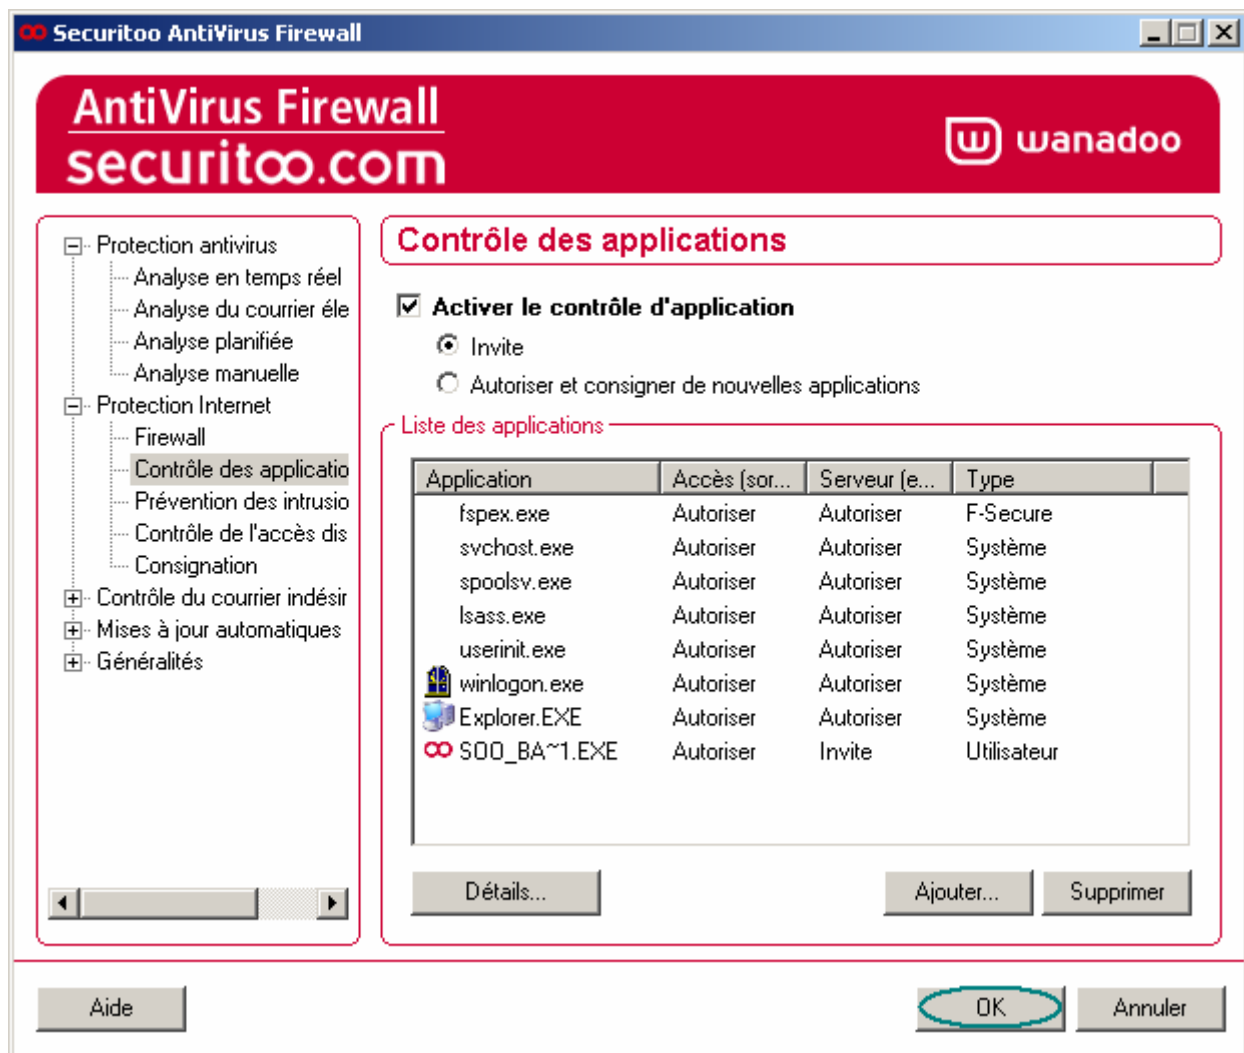 Securitoo AntiVirus Firewall
AntiVirus Firewall
securitoo.com
wanadoo
Protection antivirus
Analyse en temps réel
Analyse du courrier éle
Analyse planifiée
Analyse manuelle
Protection Internet
Firewall
Contrôle des applicatio
Prévention des intrusio
Contrôle de l'accès dis
Consignation
Contrôle du courrier indésir
Mises à jour automatiques
Généralités
Contrôle des applications
Activer le contrôle d'application
Invite
Autoriser et consigner de nouvelles applications
Liste des applications
Application Accès (sor... Serveur (e... Type
fspex.exe Autoriser Autoriser F-Secure
svchost.exe Autoriser Autoriser Système
spoolsv.exe Autoriser Autoriser Système
lsass.exe Autoriser Autoriser Système
userinit.exe Autoriser Autoriser Système
winlogon.exe Autoriser Autoriser Système
Explorer.EXE Autoriser Autoriser Système
SOO_BA~1.EXE Autoriser Invite Utilisateur
Détails... Ajouter... Supprimer
Aide OK Annuler